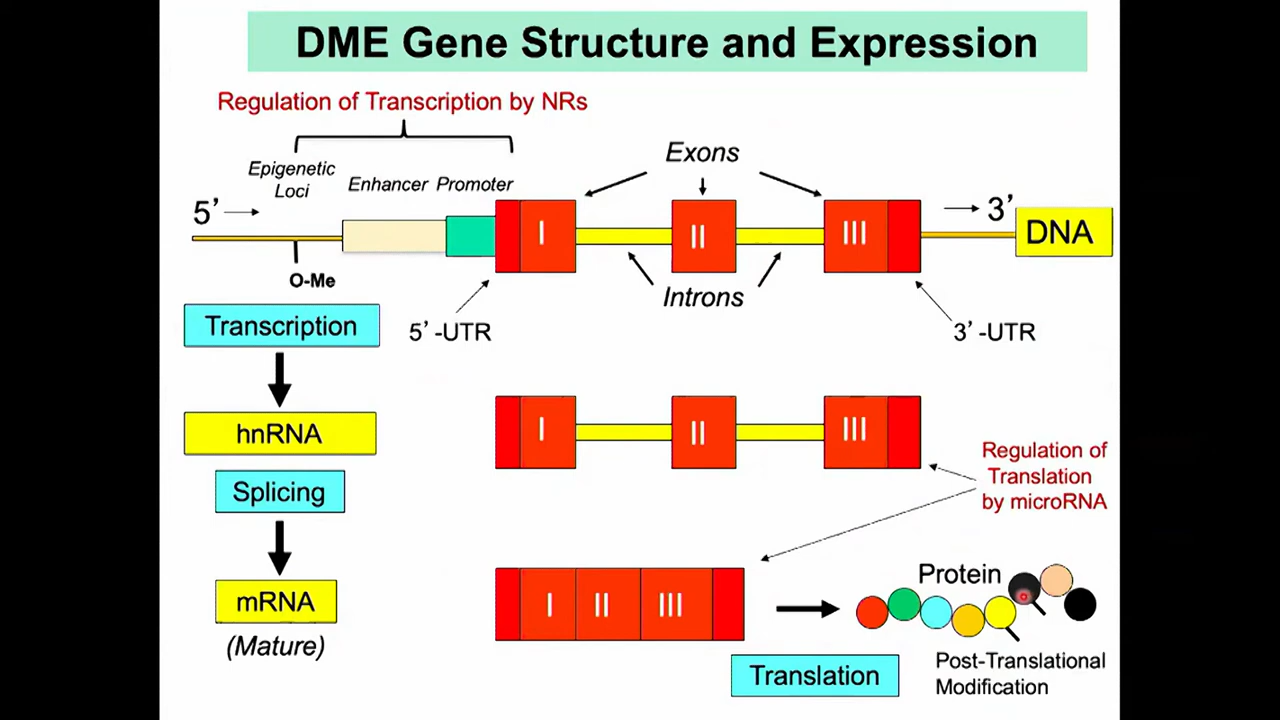 DME Gene Structure and Expression
Regulation of Transcription by NRs
Epigenetic
Loci
Enhancer
Promoter
Exons
5’
I
II
III
3’
DNA
O-Me
Introns
Transcription
5’-UTR
3’-UTR
hnRNA
I
II
III
Splicing
Regulation of
Translation
by microRNA
mRNA
(Mature)
I
II
III
Protein
Translation
Post-Translational
Modification